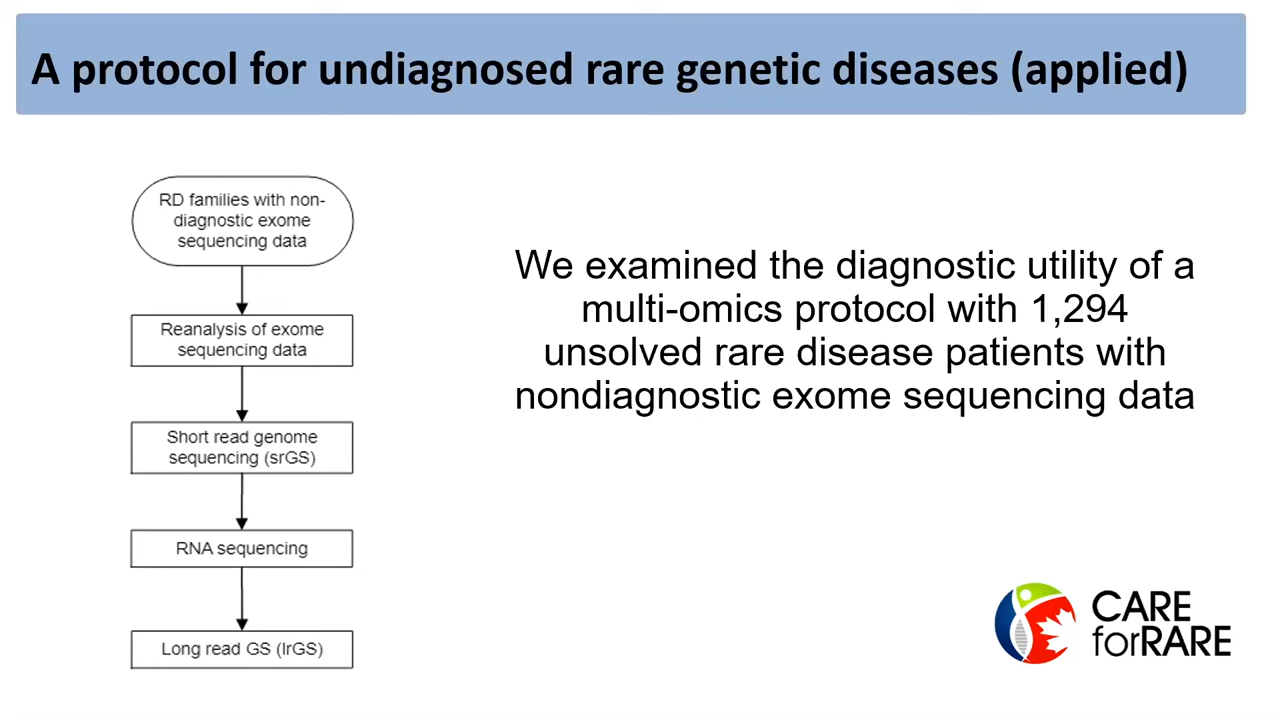 A protocol for undiagnosed rare genetic diseases (applied)
RD families with non-
diagnostic exome
sequencing data
Reanalysis of exome
sequencing data
Short read genome
sequencing (srGS)
RNA sequencing
Long read GS (lrGS)
We examined the diagnostic utility of a
multi-omics protocol with 1,294
unsolved rare disease patients with
nondiagnostic exome sequencing data
CARE
forRARE